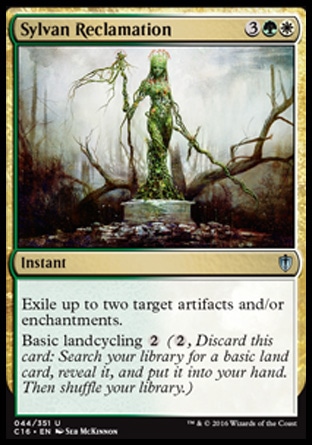 Sylvan Reclamation 3
Instant
Exile up to two target artifacts and/or
enchantments.
Basic landcycling 2 (2, Discard this
card: Search your library for a basic land
card, reveal it, and put it into your hand.
Then shuffle your library.)
044/351 U
C16 • EN Seb McKinnon
™ & © 2016 Wizards of the Coast